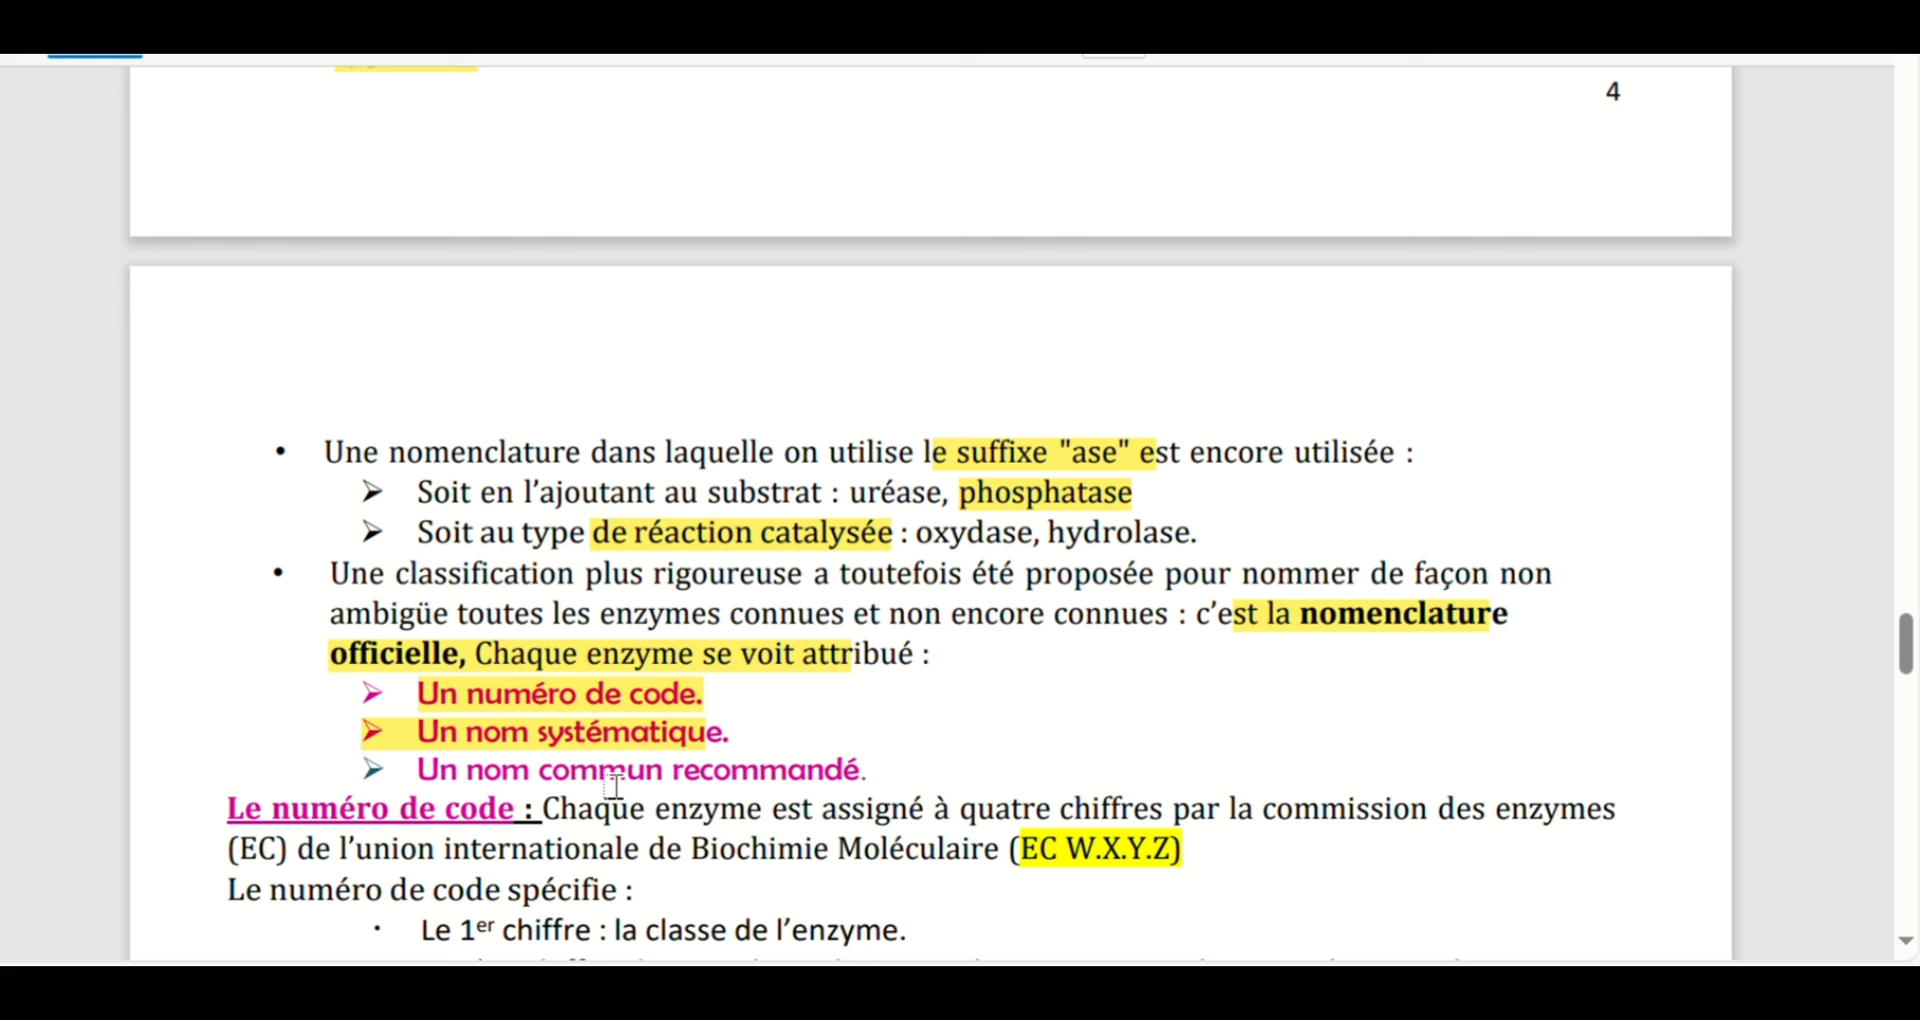 4
• Une nomenclature dans laquelle on utilise le suffixe "ase" est encore utilisée :
➢ Soit en l’ajoutant au substrat : uréase, phosphatase
➢ Soit au type de réaction catalysée : oxydase, hydrolase.
• Une classification plus rigoureuse a toutefois été proposée pour nommer de façon non
ambigüe toutes les enzymes connues et non encore connues : c’est la nomenclature
officielle, Chaque enzyme se voit attribué :
➢ Un numéro de code.
➢ Un nom systématique.
➢ Un nom commun recommandé.
Le numéro de code : Chaque enzyme est assigné à quatre chiffres par la commission des enzymes
(EC) de l’union internationale de Biochimie Moléculaire (EC W.X.Y.Z)
Le numéro de code spécifie :
· Le 1er chiffre : la classe de l’enzyme.